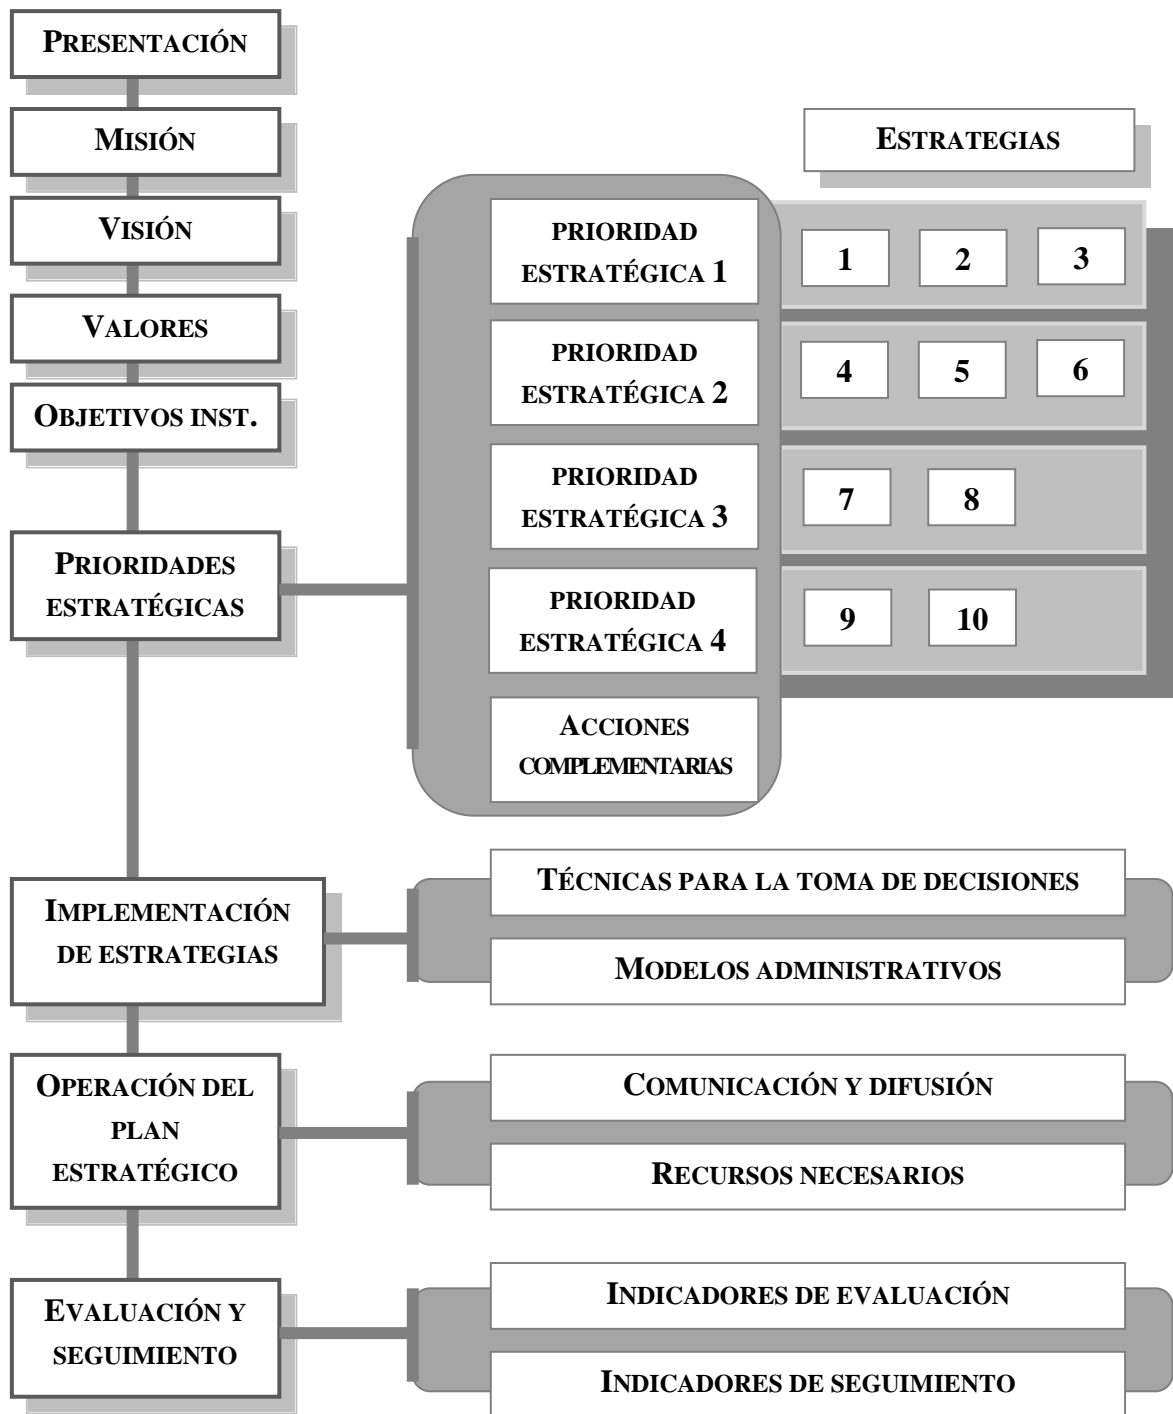 PRESENTACIÓN
MISIÓN
VISIÓN
VALORES
OBJETIVOS INST.
PRIORIDADES
ESTRATÉGICAS
ESTRATEGIAS
PRIORIDAD
ESTRATÉGICA 1
1 2 3
PRIORIDAD
ESTRATÉGICA 2
4 5 6
PRIORIDAD
ESTRATÉGICA 3
7 8
PRIORIDAD
ESTRATÉGICA 4
9 10
ACCIONES
COMPLEMENTARIAS
IMPLEMENTACIÓN
DE ESTRATEGIAS
TÉCNICAS PARA LA TOMA DE DECISIONES
MODELOS ADMINISTRATIVOS
OPERACIÓN DEL
PLAN
ESTRATÉGICO
COMUNICACIÓN Y DIFUSIÓN
RECURSOS NECESARIOS
EVALUACIÓN Y
SEGUIMIENTO
INDICADORES DE EVALUACIÓN
INDICADORES DE SEGUIMIENTO